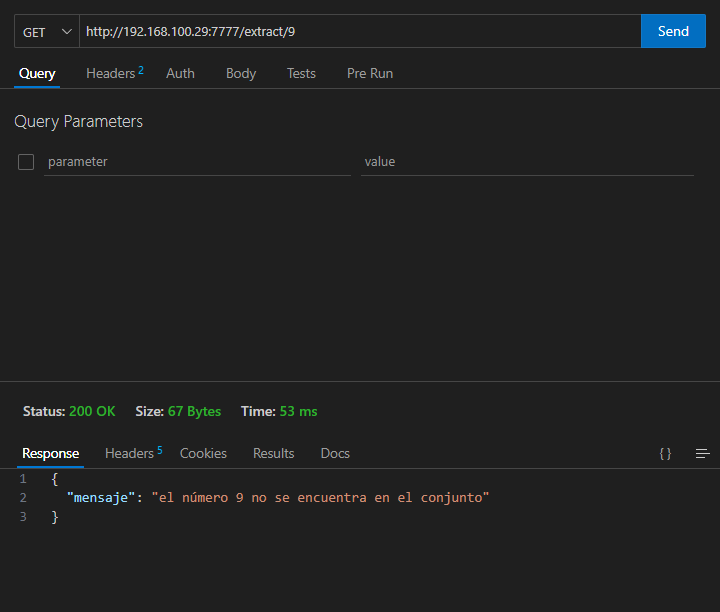 GET http://192.168.100.29:7777/extract/9 Send
Query Headers 2 Auth Body Tests Pre Run
Query Parameters
parameter value
Status: 200 OK Size: 67 Bytes Time: 53 ms
Response Headers 5 Cookies Results Docs { }
1 {
2 "mensaje": "el número 9 no se encuentra en el conjunto"
3 }